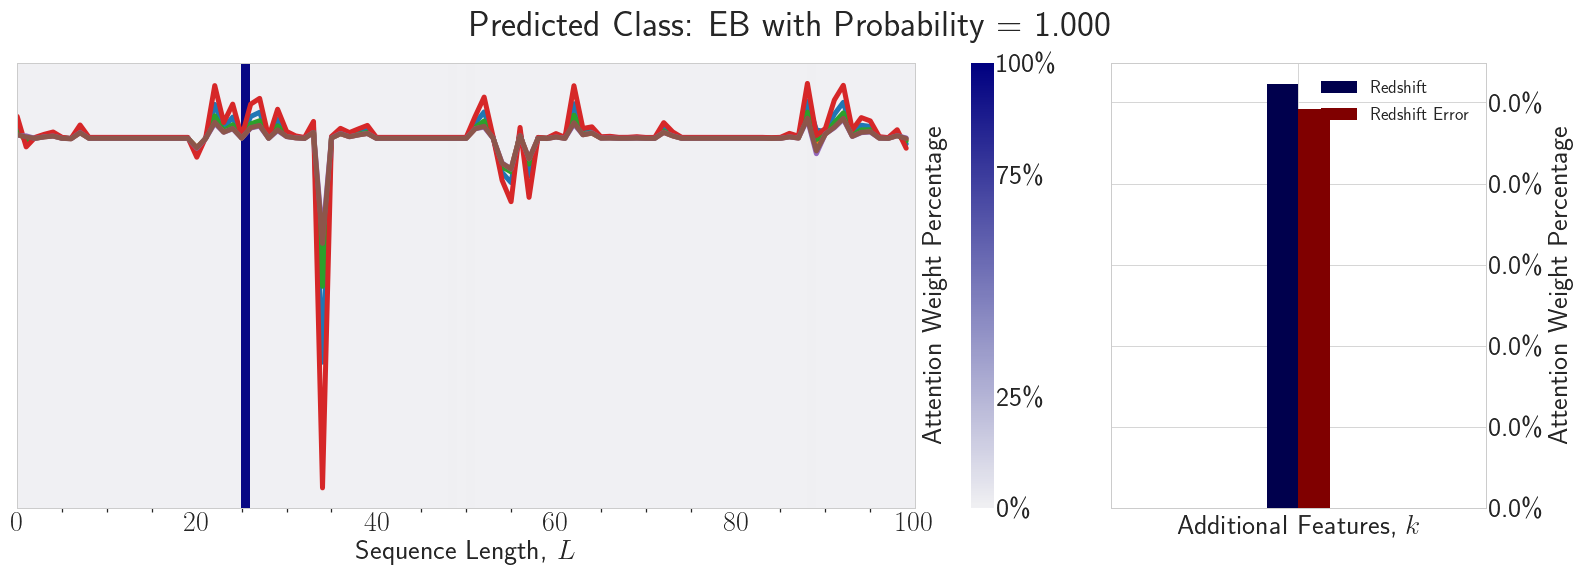 Predicted Class: EB with Probability = 1.000
0
20
40
60
80
100
Sequence Length, L
100%
75%
25%
0%
Attention Weight Percentage
Redshift
Redshift Error
0.0%
0.0%
0.0%
0.0%
0.0%
0.0%
Attention Weight Percentage
Additional Features, k